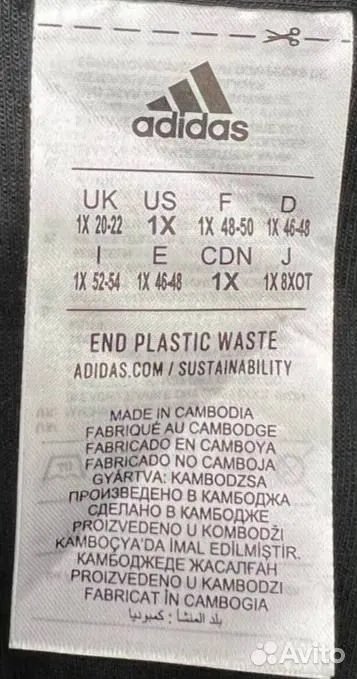 adidas
UK US F D
1X 20-22 1X 1X 48-50 1X 46-48
I E CDN J
1X 52-54 1X 46-48 1X 1X 8XOT
END PLASTIC WASTE
ADIDAS.COM / SUSTAINABILITY
MADE IN CAMBODIA
FABRIQUÉ AU CAMBODGE
FABRICADO EN CAMBOYA
FABRICADO NO CAMBOJA
GYÁRTVA: KAMBODZSA
ПРОИЗВЕДЕНО В КАМБОДЖА
СДЕЛАНО В КАМБОДЖЕ
PROIZVEDENO U KOMBODŽI
KAMBOÇYA'DA IMAL EDİLMİŞTİR.
КАМБОДЖЕДЕ ЖАСАЛҒАН
PROIZVEDENO U KAMBODZI
FABRICAT ÎN CAMBOGIA
بلد المنشأ: كمبوديا
Avito